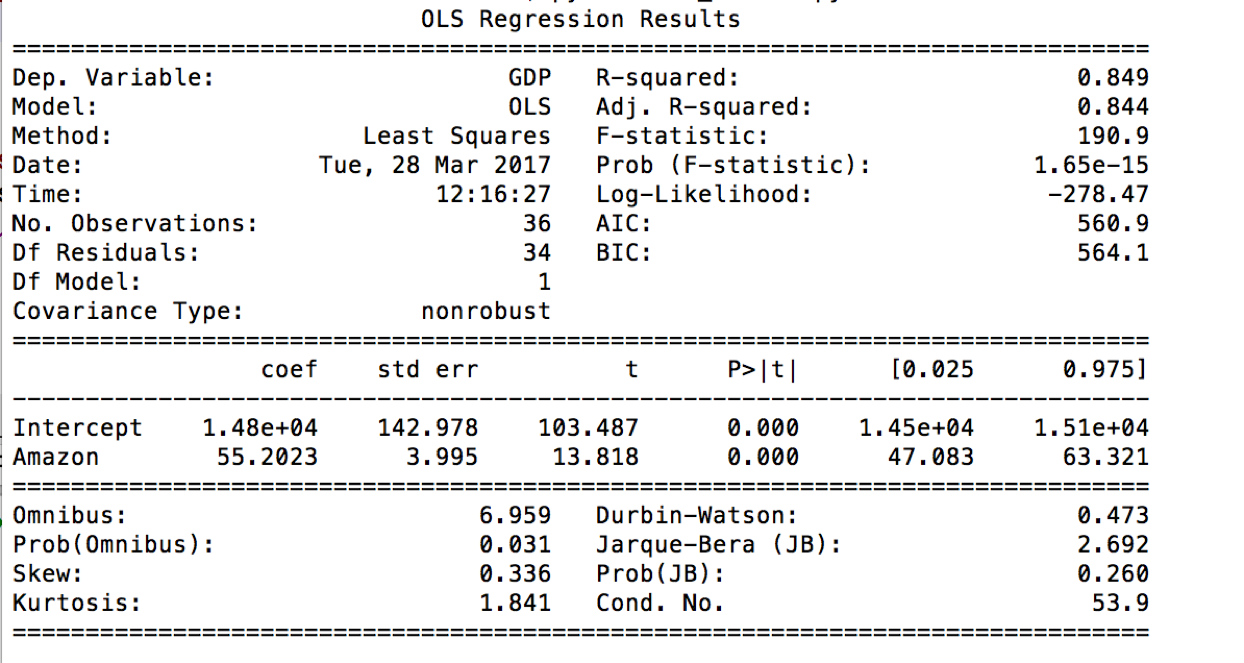 OLS Regression Results
==============================================================================
Dep. Variable:                    GDP   R-squared:                       0.849
Model:                            OLS   Adj. R-squared:                  0.844
Method:                 Least Squares   F-statistic:                     190.9
Date:                Tue, 28 Mar 2017   Prob (F-statistic):           1.65e-15
Time:                        12:16:27   Log-Likelihood:                -278.47
No. Observations:                  36   AIC:                             560.9
Df Residuals:                      34   BIC:                             564.1
Df Model:                           1
Covariance Type:            nonrobust
==============================================================================
                 coef    std err          t      P>|t|      [0.025      0.975]
------------------------------------------------------------------------------
Intercept    1.48e+04    142.978    103.487      0.000    1.45e+04    1.51e+04
Amazon        55.2023      3.995     13.818      0.000      47.083      63.321
==============================================================================
Omnibus:                        6.959   Durbin-Watson:                   0.473
Prob(Omnibus):                  0.031   Jarque-Bera (JB):                2.692
Skew:                           0.336   Prob(JB):                        0.260
Kurtosis:                       1.841   Cond. No.                         53.9
==============================================================================